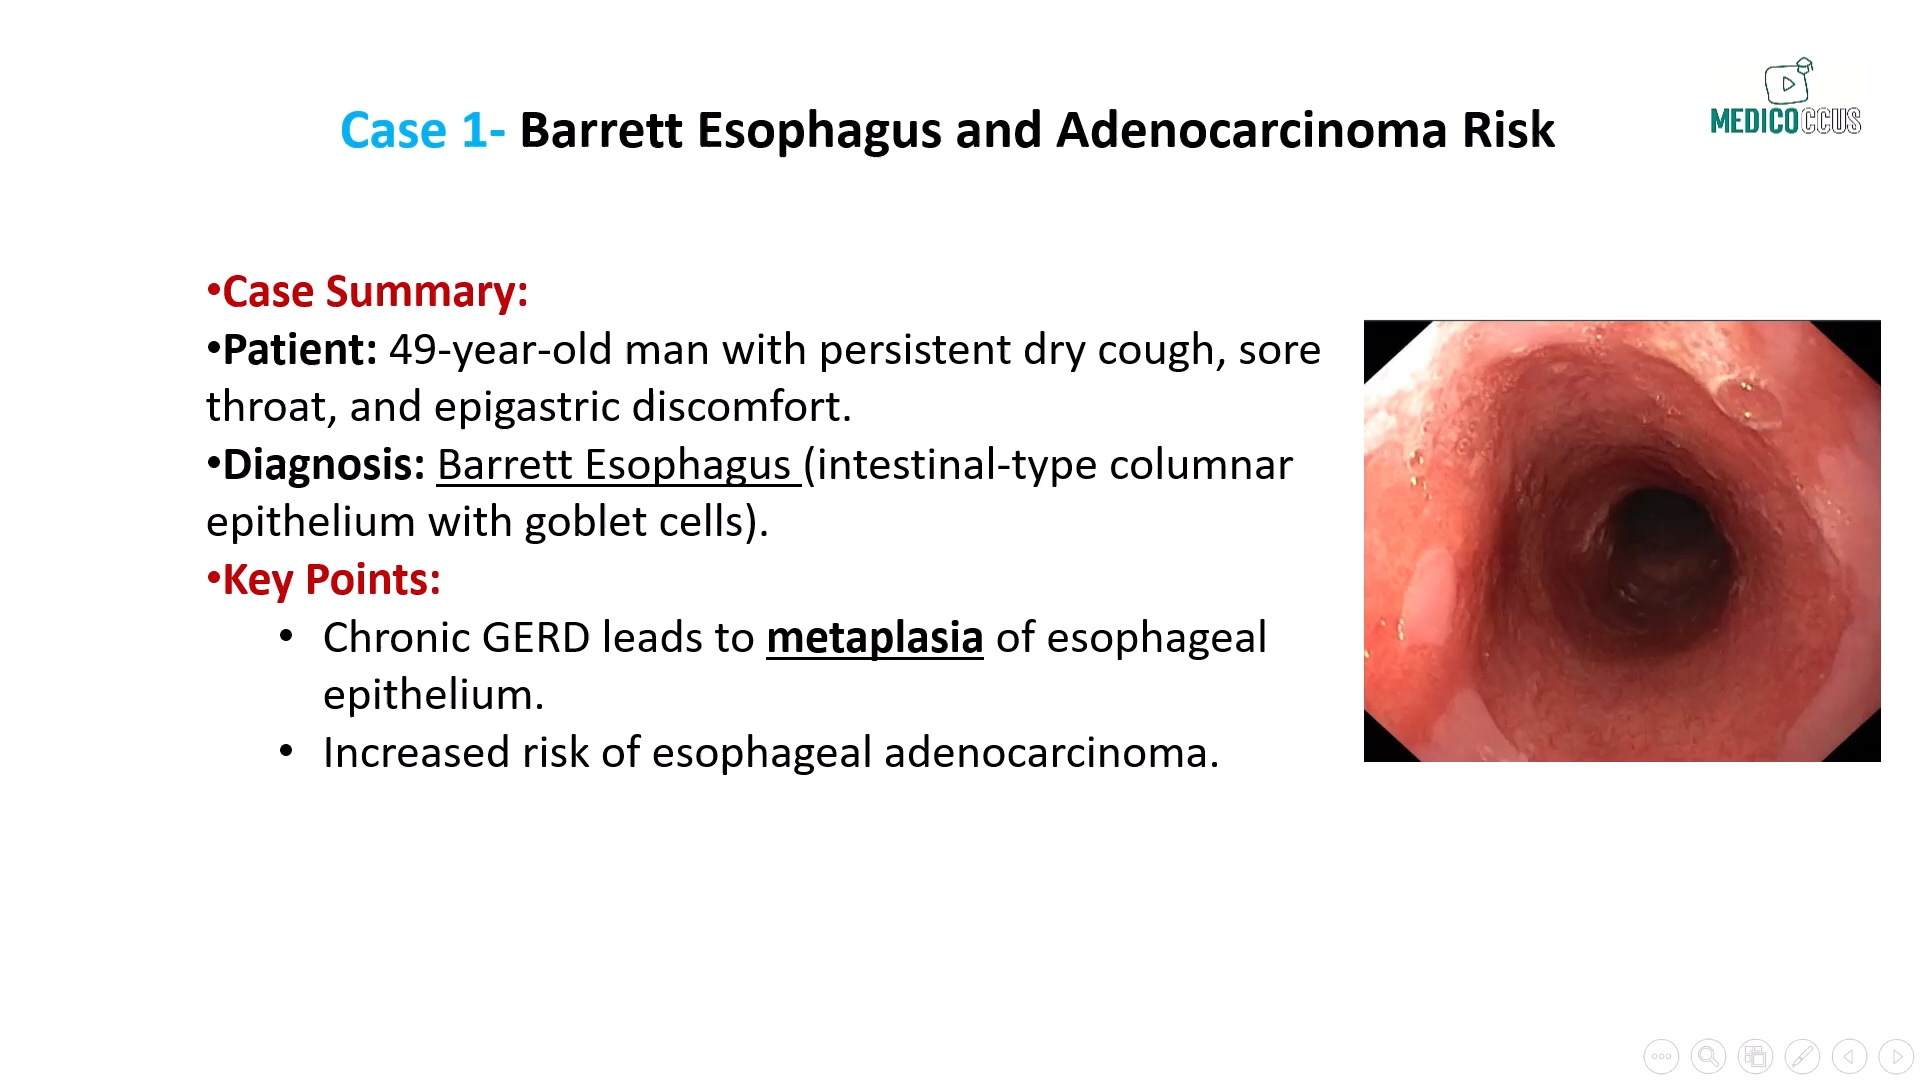 Case 1- Barrett Esophagus and Adenocarcinoma Risk
MEDICOCCUS
•Case Summary:
•Patient: 49-year-old man with persistent dry cough, sore
throat, and epigastric discomfort.
•Diagnosis: Barrett Esophagus (intestinal-type columnar
epithelium with goblet cells).
•Key Points:
• Chronic GERD leads to metaplasia of esophageal
epithelium.
• Increased risk of esophageal adenocarcinoma.